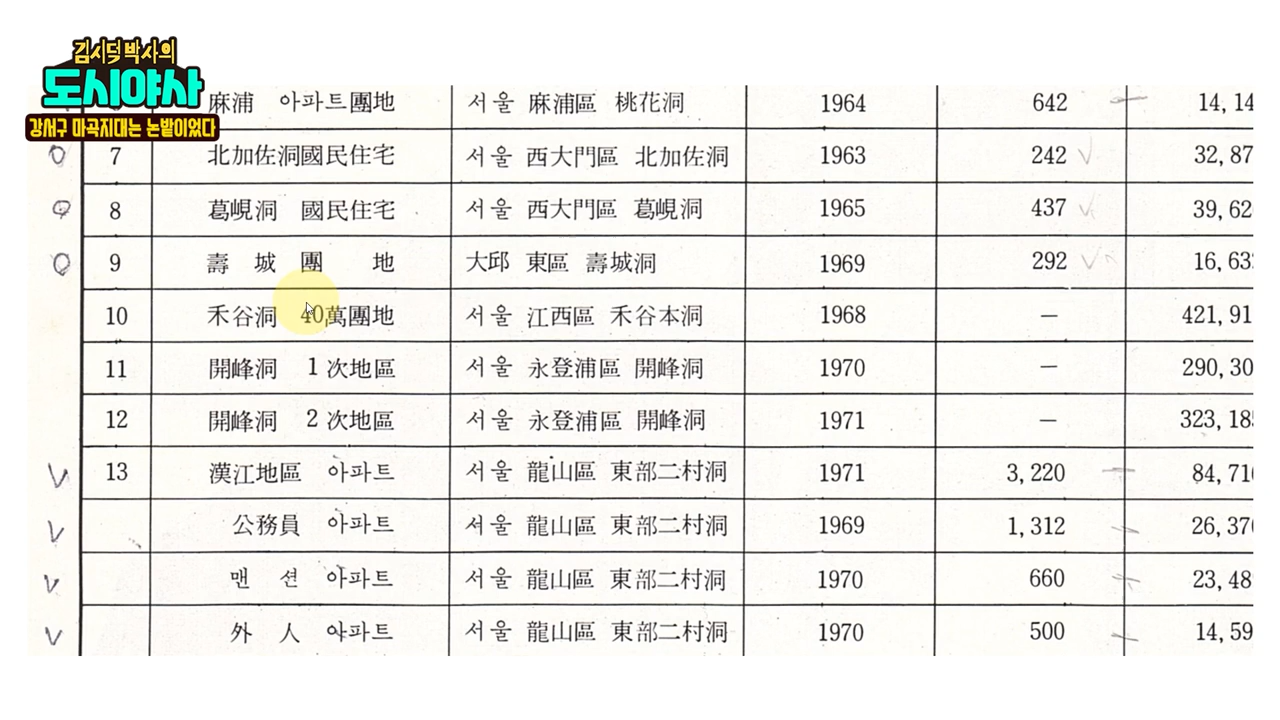 김시덕 박사의
도시야사
강서구 마곡지대는 논밭이었다
麻浦 아파트團地 서울 麻浦區 桃花洞 1964 642 14, 14
7 北加佐洞國民住宅 서울 西大門區 北加佐洞 1963 242 32, 87
8 葛峴洞 國民住宅 서울 西大門區 葛峴洞 1965 437 39, 62
9 壽城團地 大邱 東區 壽城洞 1969 292 16, 63
10 禾谷洞 40萬團地 서울 江西區 禾谷本洞 1968 — 421, 91
11 開峰洞 1次地區 서울 永登浦區 開峰洞 1970 — 290, 30
12 開峰洞 2次地區 서울 永登浦區 開峰洞 1971 — 323, 18
13 漢江地區 아파트 서울 龍山區 東部二村洞 1971 3, 220 84, 71
公務員 아파트 서울 龍山區 東部二村洞 1969 1, 312 26, 37
맨션 아파트 서울 龍山區 東部二村洞 1970 660 23, 48
外人 아파트 서울 龍山區 東部二村洞 1970 500 14, 59